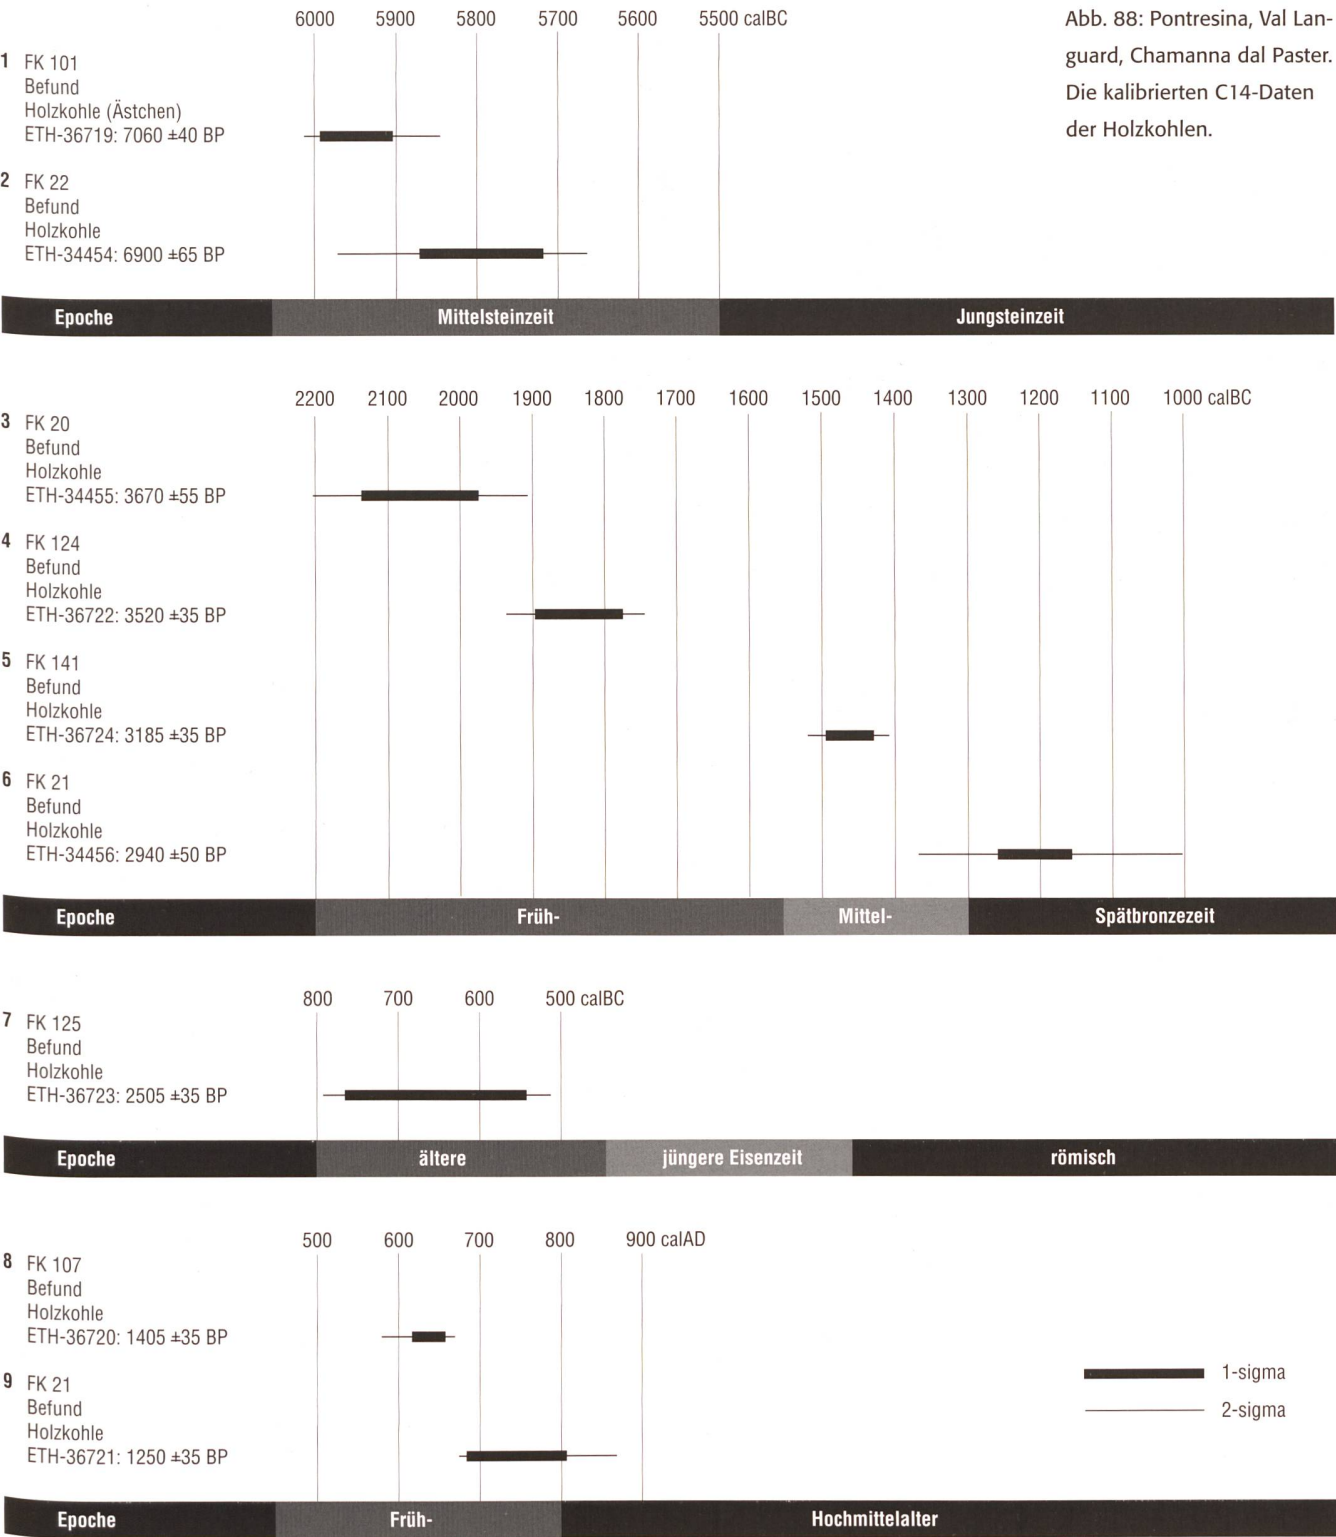 6000 5900 5800 5700 5600 5500 calBC
Abb. 88: Pontresina, Val Lan-
guard, Chamanna dal Paster.
Die kalibrierten C14-Daten
der Holzkohlen.
1 FK 101
Befund
Holzkohle (Ästchen)
ETH-36719: 7060 ±40 BP
2 FK 22
Befund
Holzkohle
ETH-34454: 6900 ±65 BP
Epoche Mittelsteinzeit Jungsteinzeit
2200 2100 2000 1900 1800 1700 1600 1500 1400 1300 1200 1100 1000 calBC
3 FK 20
Befund
Holzkohle
ETH-34455: 3670 ±55 BP
4 FK 124
Befund
Holzkohle
ETH-36722: 3520 ±35 BP
5 FK 141
Befund
Holzkohle
ETH-36724: 3185 ±35 BP
6 FK 21
Befund
Holzkohle
ETH-34456: 2940 ±50 BP
Epoche Früh- Mittel- Spätbronzezeit
800 700 600 500 calBC
7 FK 125
Befund
Holzkohle
ETH-36723: 2505 ±35 BP
Epoche ältere jüngere Eisenzeit römisch
500 600 700 800 900 calAD
8 FK 107
Befund
Holzkohle
ETH-36720: 1405 ±35 BP
9 FK 21
Befund
Holzkohle
ETH-36721: 1250 ±35 BP
1-sigma
2-sigma
Epoche Früh- Hochmittelalter